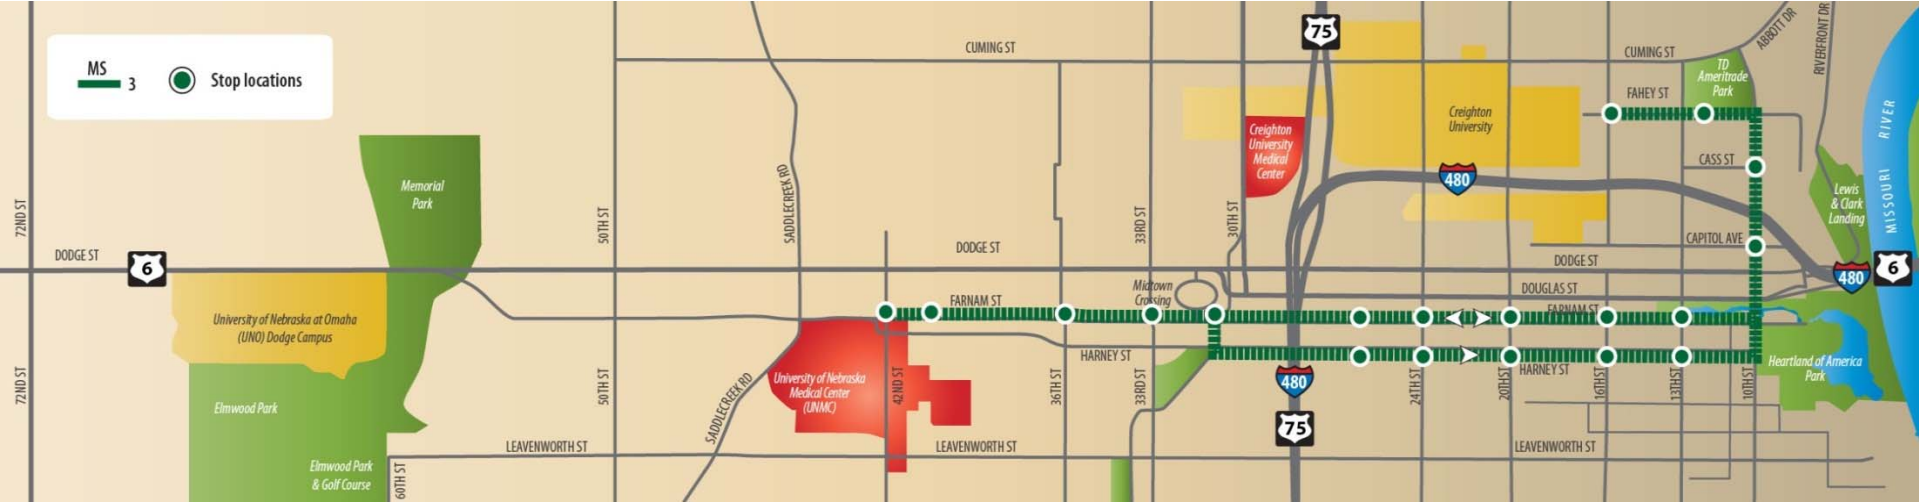 MS
3
Stop locations
72ND ST
DODGE ST
6
Memorial
Park
University of Nebraska at Omaha
(UNO) Dodge Campus
72ND ST
Elmwood Park
Elmwood Park
& Golf Course
60TH ST
50TH ST
50TH ST
LEAVENWORTH ST
SADDLECREEK RD
SADDLECREEK RD
CUMING ST
DODGE ST
FARNAM ST
University of Nebraska
Medical Center
(UNMC)
42ND ST
LEAVENWORTH ST
36TH ST
HARNEY ST
33RD ST
33RD ST
Midtown
Crossing
30TH ST
75
Creighton
University
Medical
Center
Creighton
University
480
480
75
CUMING ST
FAHEY ST
TD
Ameritrade
Park
ABBOTT DR
RIVERFRONT DR
CASS ST
CAPITOL AVE
DODGE ST
DOUGLAS ST
FARNAM ST
HARNEY ST
24TH ST
20TH ST
16TH ST
13TH ST
10TH ST
LEAVENWORTH ST
Lewis
& Clark
Landing
MISSOURI RIVER
480
6
Heartland of America
Park